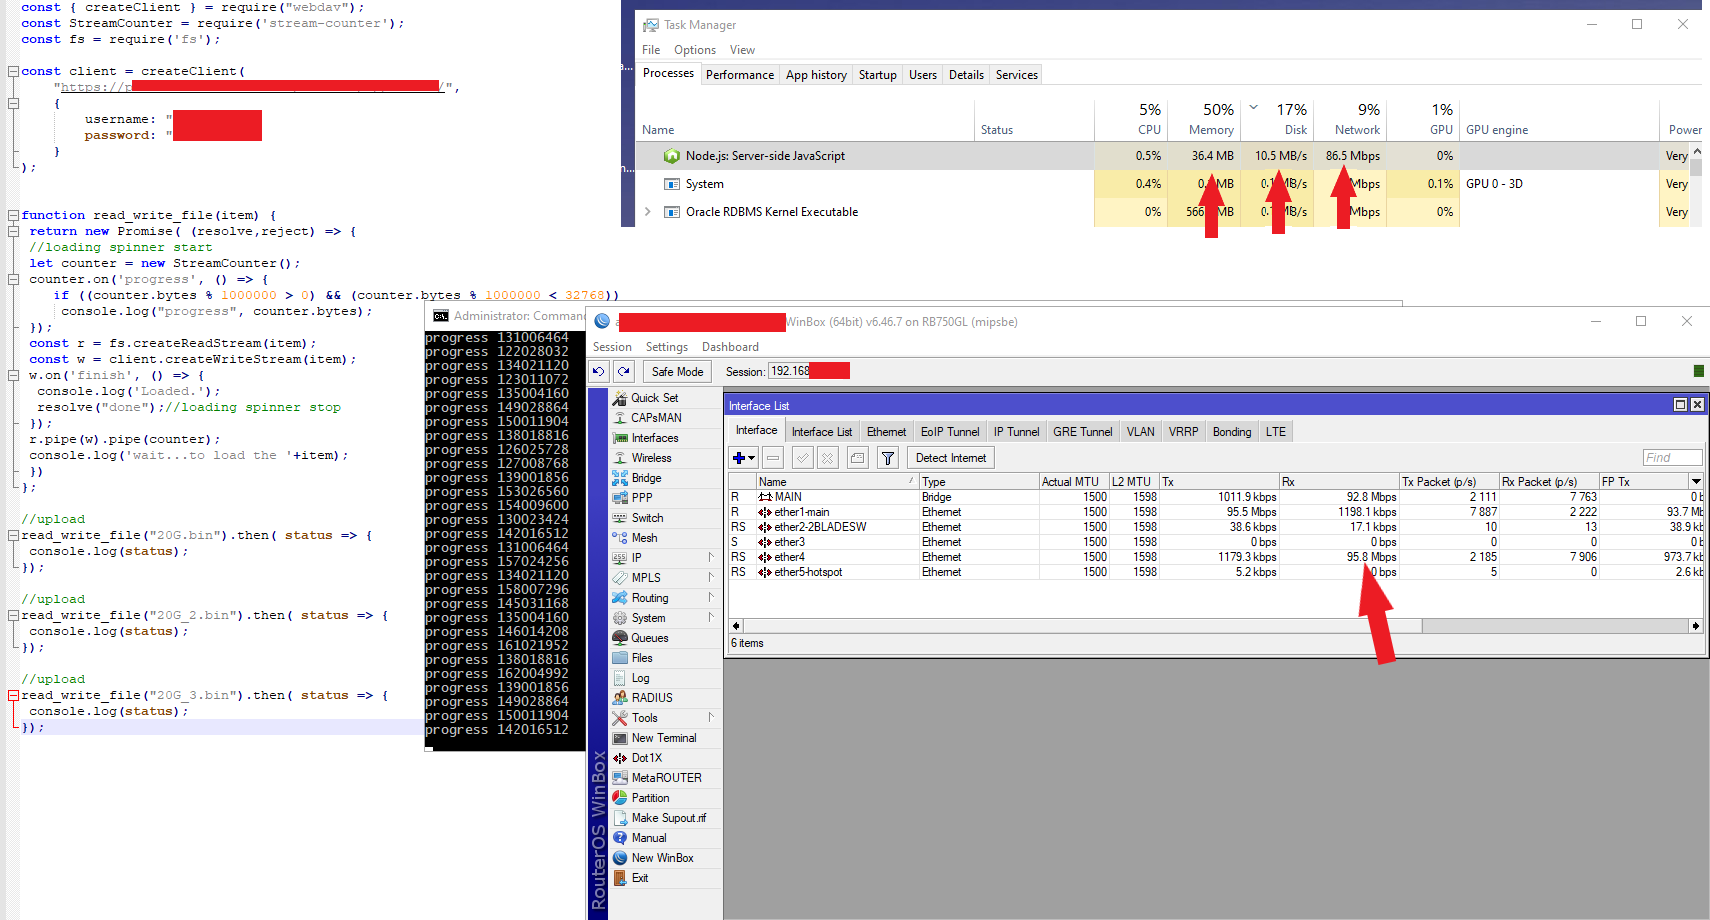 const { createClient } = require("webdav");
const StreamCounter = require('stream-counter');
const fs = require('fs');
const client = createClient(
"https://p /",
{
username: "
password: "
}
);
function read_write_file(item) {
return new Promise( (resolve,reject) => {
//loading spinner start
let counter = new StreamCounter();
counter.on('progress', () => {
if ((counter.bytes % 1000000 > 0) && (counter.bytes % 1000000 < 32768))
console.log("progress", counter.bytes);
});
const r = fs.createReadStream(item);
const w = client.createWriteStream(item);
w.on('finish', () => {
console.log('Loaded.');
resolve("done");//loading spinner stop
});
r.pipe(w).pipe(counter);
console.log('wait...to load the '+item);
})
};
//upload
read_write_file("20G.bin").then( status => {
console.log(status);
});
//upload
read_write_file("20G_2.bin").then( status => {
console.log(status);
});
//upload
read_write_file("20G_3.bin").then( status => {
console.log(status);
});
Task Manager
File Options View
Processes Performance App history Startup Users Details Services
5% 50% 17% 9% 1%
Name Status CPU Memory Disk Network GPU GPU engine Power
Node.js: Server-side JavaScript 0.5% 36.4 MB 10.5 MB/s 86.5 Mbps 0% Very
System 0.4% MB MB/s Mbps 0.1% GPU 0 - 3D Very
Oracle RDBMS Kernel Executable 0% MB MB/s Mbps 0% Very
Administrator: Comman
progress 131006464
progress 122028032
progress 134021120
progress 123011072
progress 135004160
progress 149028864
progress 150011904
progress 138018816
progress 126025728
progress 127008768
progress 139001856
progress 153026560
progress 154009600
progress 130023424
progress 142016512
progress 131006464
progress 157024256
progress 134021120
progress 158007296
progress 145031168
progress 135004160
progress 146014208
progress 161021952
progress 138018816
progress 162004992
progress 139001856
progress 149028864
progress 150011904
progress 142016512
WinBox (64bit) v6.46.7 on RB750GL (mipsbe)
Session Settings Dashboard
Safe Mode Session: 192.168
RouterOS WinBox
Quick Set
CAPsMAN
Interfaces
Wireless
Bridge
PPP
Switch
Mesh
IP
MPLS
Routing
System
Queues
Files
Log
RADIUS
Tools
New Terminal
Dot1X
MetaROUTER
Partition
Make Supout.rif
Manual
New WinBox
Exit
Interface List
Interface Interface List Ethernet EoIP Tunnel IP Tunnel GRE Tunnel VLAN VRRP Bonding LTE
Detect Internet Find
Name Type Actual MTU L2 MTU Tx Rx Tx Packet (p/s) Rx Packet (p/s) FP Tx
R MAIN Bridge 1500 1598 1011.9 kbps 92.8 Mbps 2 111 7 763 0 b
R ether1-main Ethernet 1500 1598 95.5 Mbps 1198.1 kbps 7 887 2 222 93.7 Mb
RS ether2-2BLADESW Ethernet 1500 1598 38.6 kbps 17.1 kbps 10 13 38.9 k
S ether3 Ethernet 1500 1598 0 bps 0 bps 0 0 0 b
RS ether4 Ethernet 1500 1598 1179.3 kbps 95.8 Mbps 2 185 7 906 973.7 k
RS ether5-hotspot Ethernet 1500 1598 5.2 kbps 0 bps 5 0 2.6 k
6 items